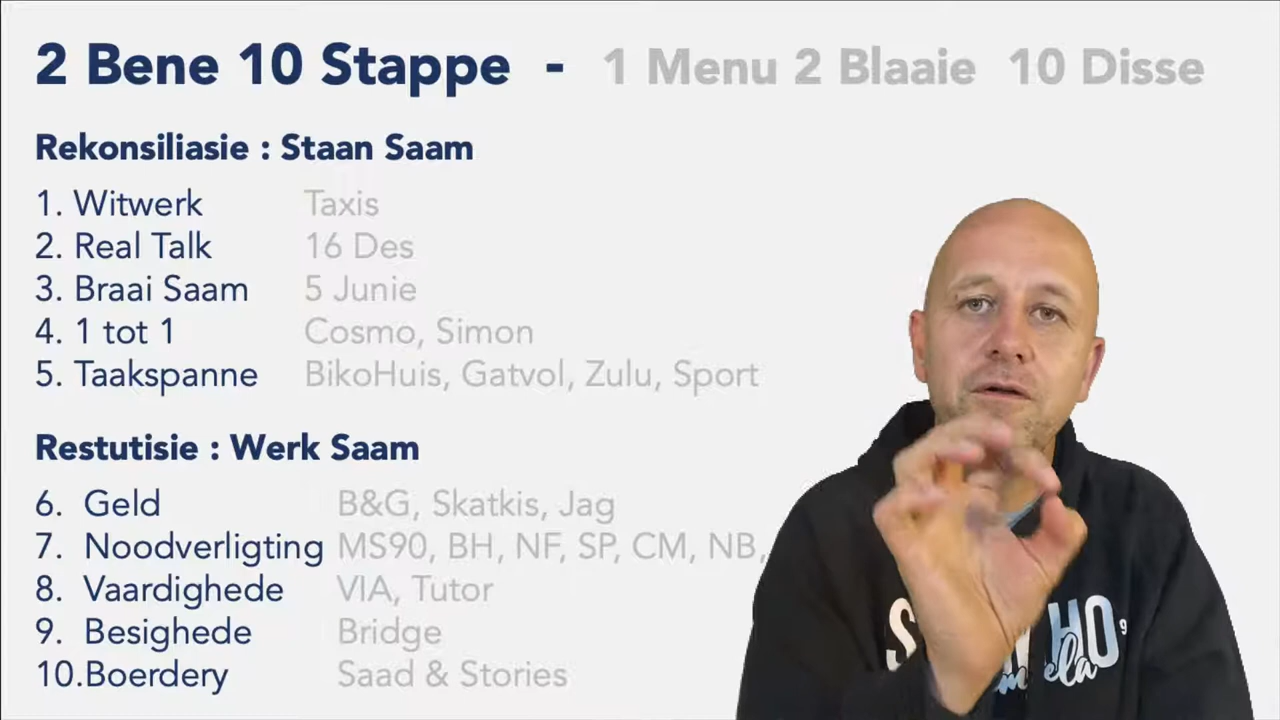 2 Bene 10 Stappe - 1 Menu 2 Blaaie 10 Disse
Rekonsiliasie : Staan Saam
1. Witwerk Taxis
2. Real Talk 16 Des
3. Braai Saam 5 Junie
4. 1 tot 1 Cosmo, Simon
5. Taakspanne BikoHuis, Gatvol, Zulu, Sport
Restutisie : Werk Saam
6. Geld B&G, Skatkis, Jag
7. Noodverligting MS90, BH, NF, SP, CM, NB,
8. Vaardighede VIA, Tutor
9. Besighede Bridge
10.Boerdery Saad & Stories